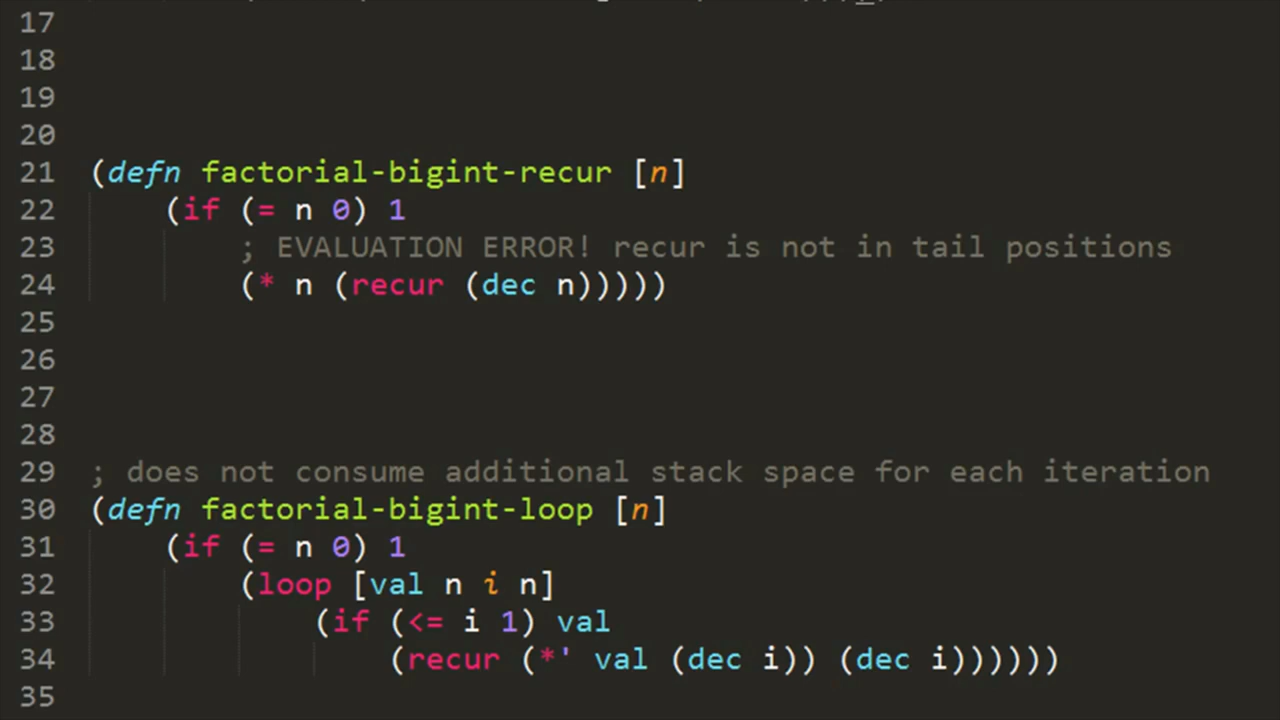 17
18
19
20
21 (defn factorial-bigint-recur [n]
22 (if (= n 0) 1
23 ; EVALUATION ERROR! recur is not in tail positions
24 (* n (recur (dec n)))))
25
26
27
28
29 ; does not consume additional stack space for each iteration
30 (defn factorial-bigint-loop [n]
31 (if (= n 0) 1
32 (loop [val n i n]
33 (if (<= i 1) val
34 (recur (*' val (dec i)) (dec i))))))
35